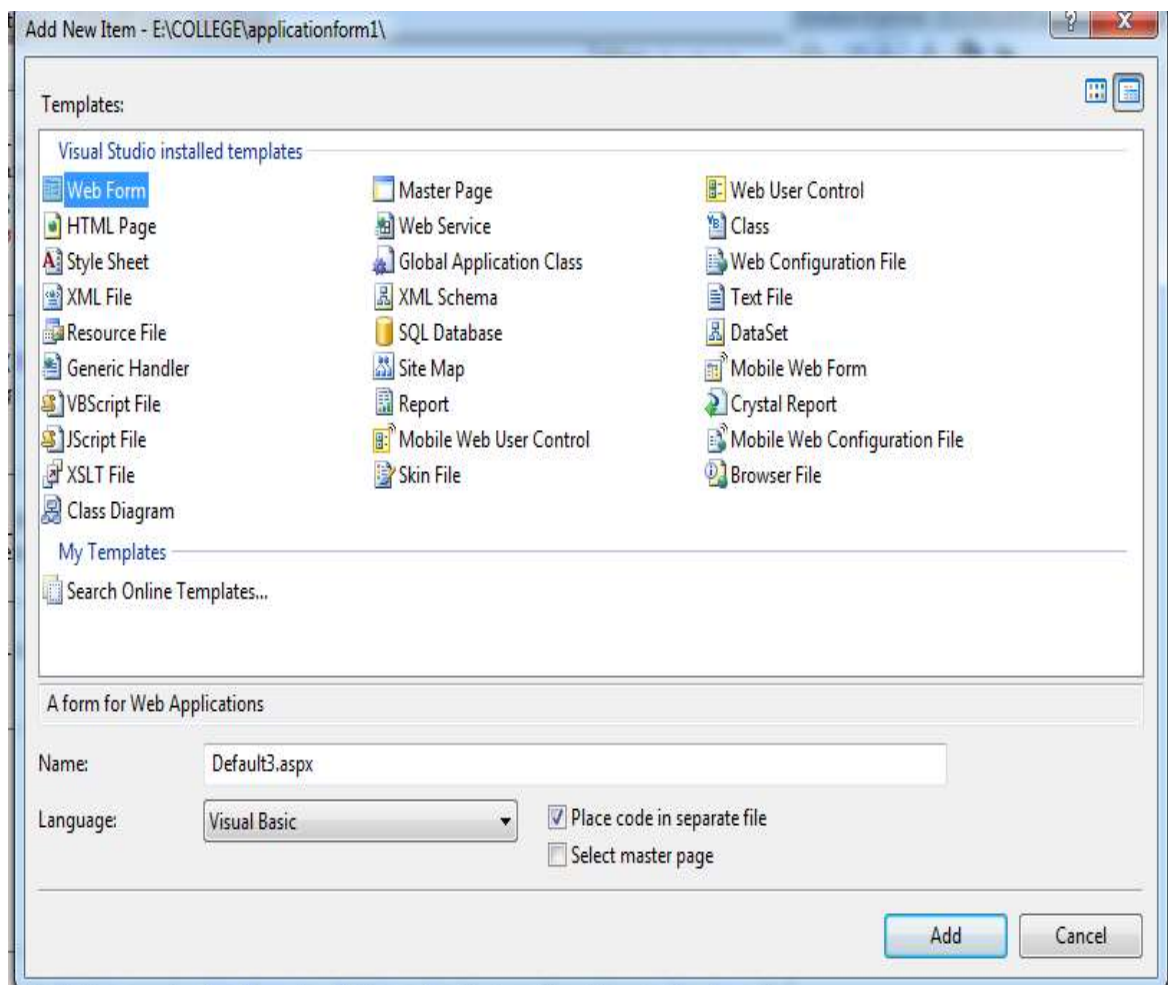 Add New Item - E:\COLLEGE\applicationform1\
Templates:
Visual Studio installed templates
Web Form Master Page Web User Control
HTML Page Web Service Class
Style Sheet Global Application Class Web Configuration File
XML File XML Schema Text File
Resource File SQL Database DataSet
Generic Handler Site Map Mobile Web Form
VBScript File Report Crystal Report
JScript File Mobile Web User Control Mobile Web Configuration File
XSLT File Skin File Browser File
Class Diagram
My Templates
Search Online Templates...
A form for Web Applications
Name: Default3.aspx
Language: Visual Basic Place code in separate file
Select master page
Add Cancel